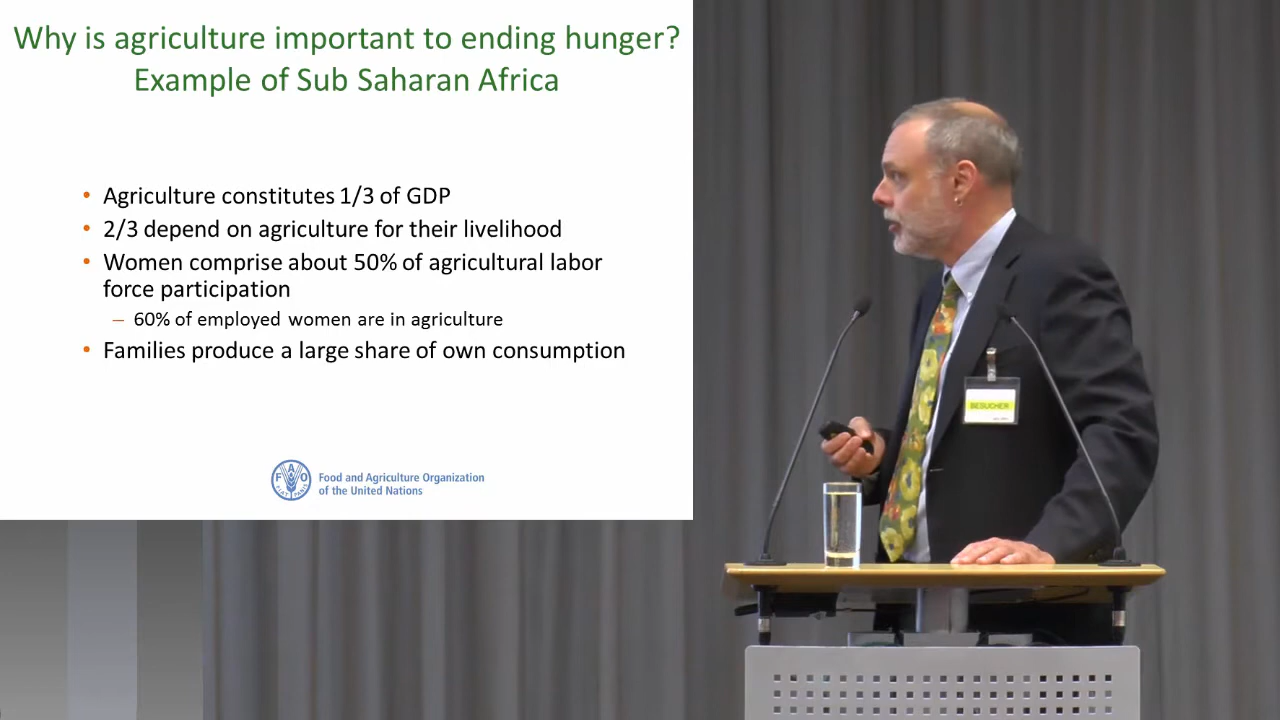 Why is agriculture important to ending hunger?
Example of Sub Saharan Africa
• Agriculture constitutes 1/3 of GDP
• 2/3 depend on agriculture for their livelihood
• Women comprise about 50% of agricultural labor
force participation
– 60% of employed women are in agriculture
• Families produce a large share of own consumption
F A O
FIAT PANIS
Food and Agriculture Organization
of the United Nations
BESUCHER